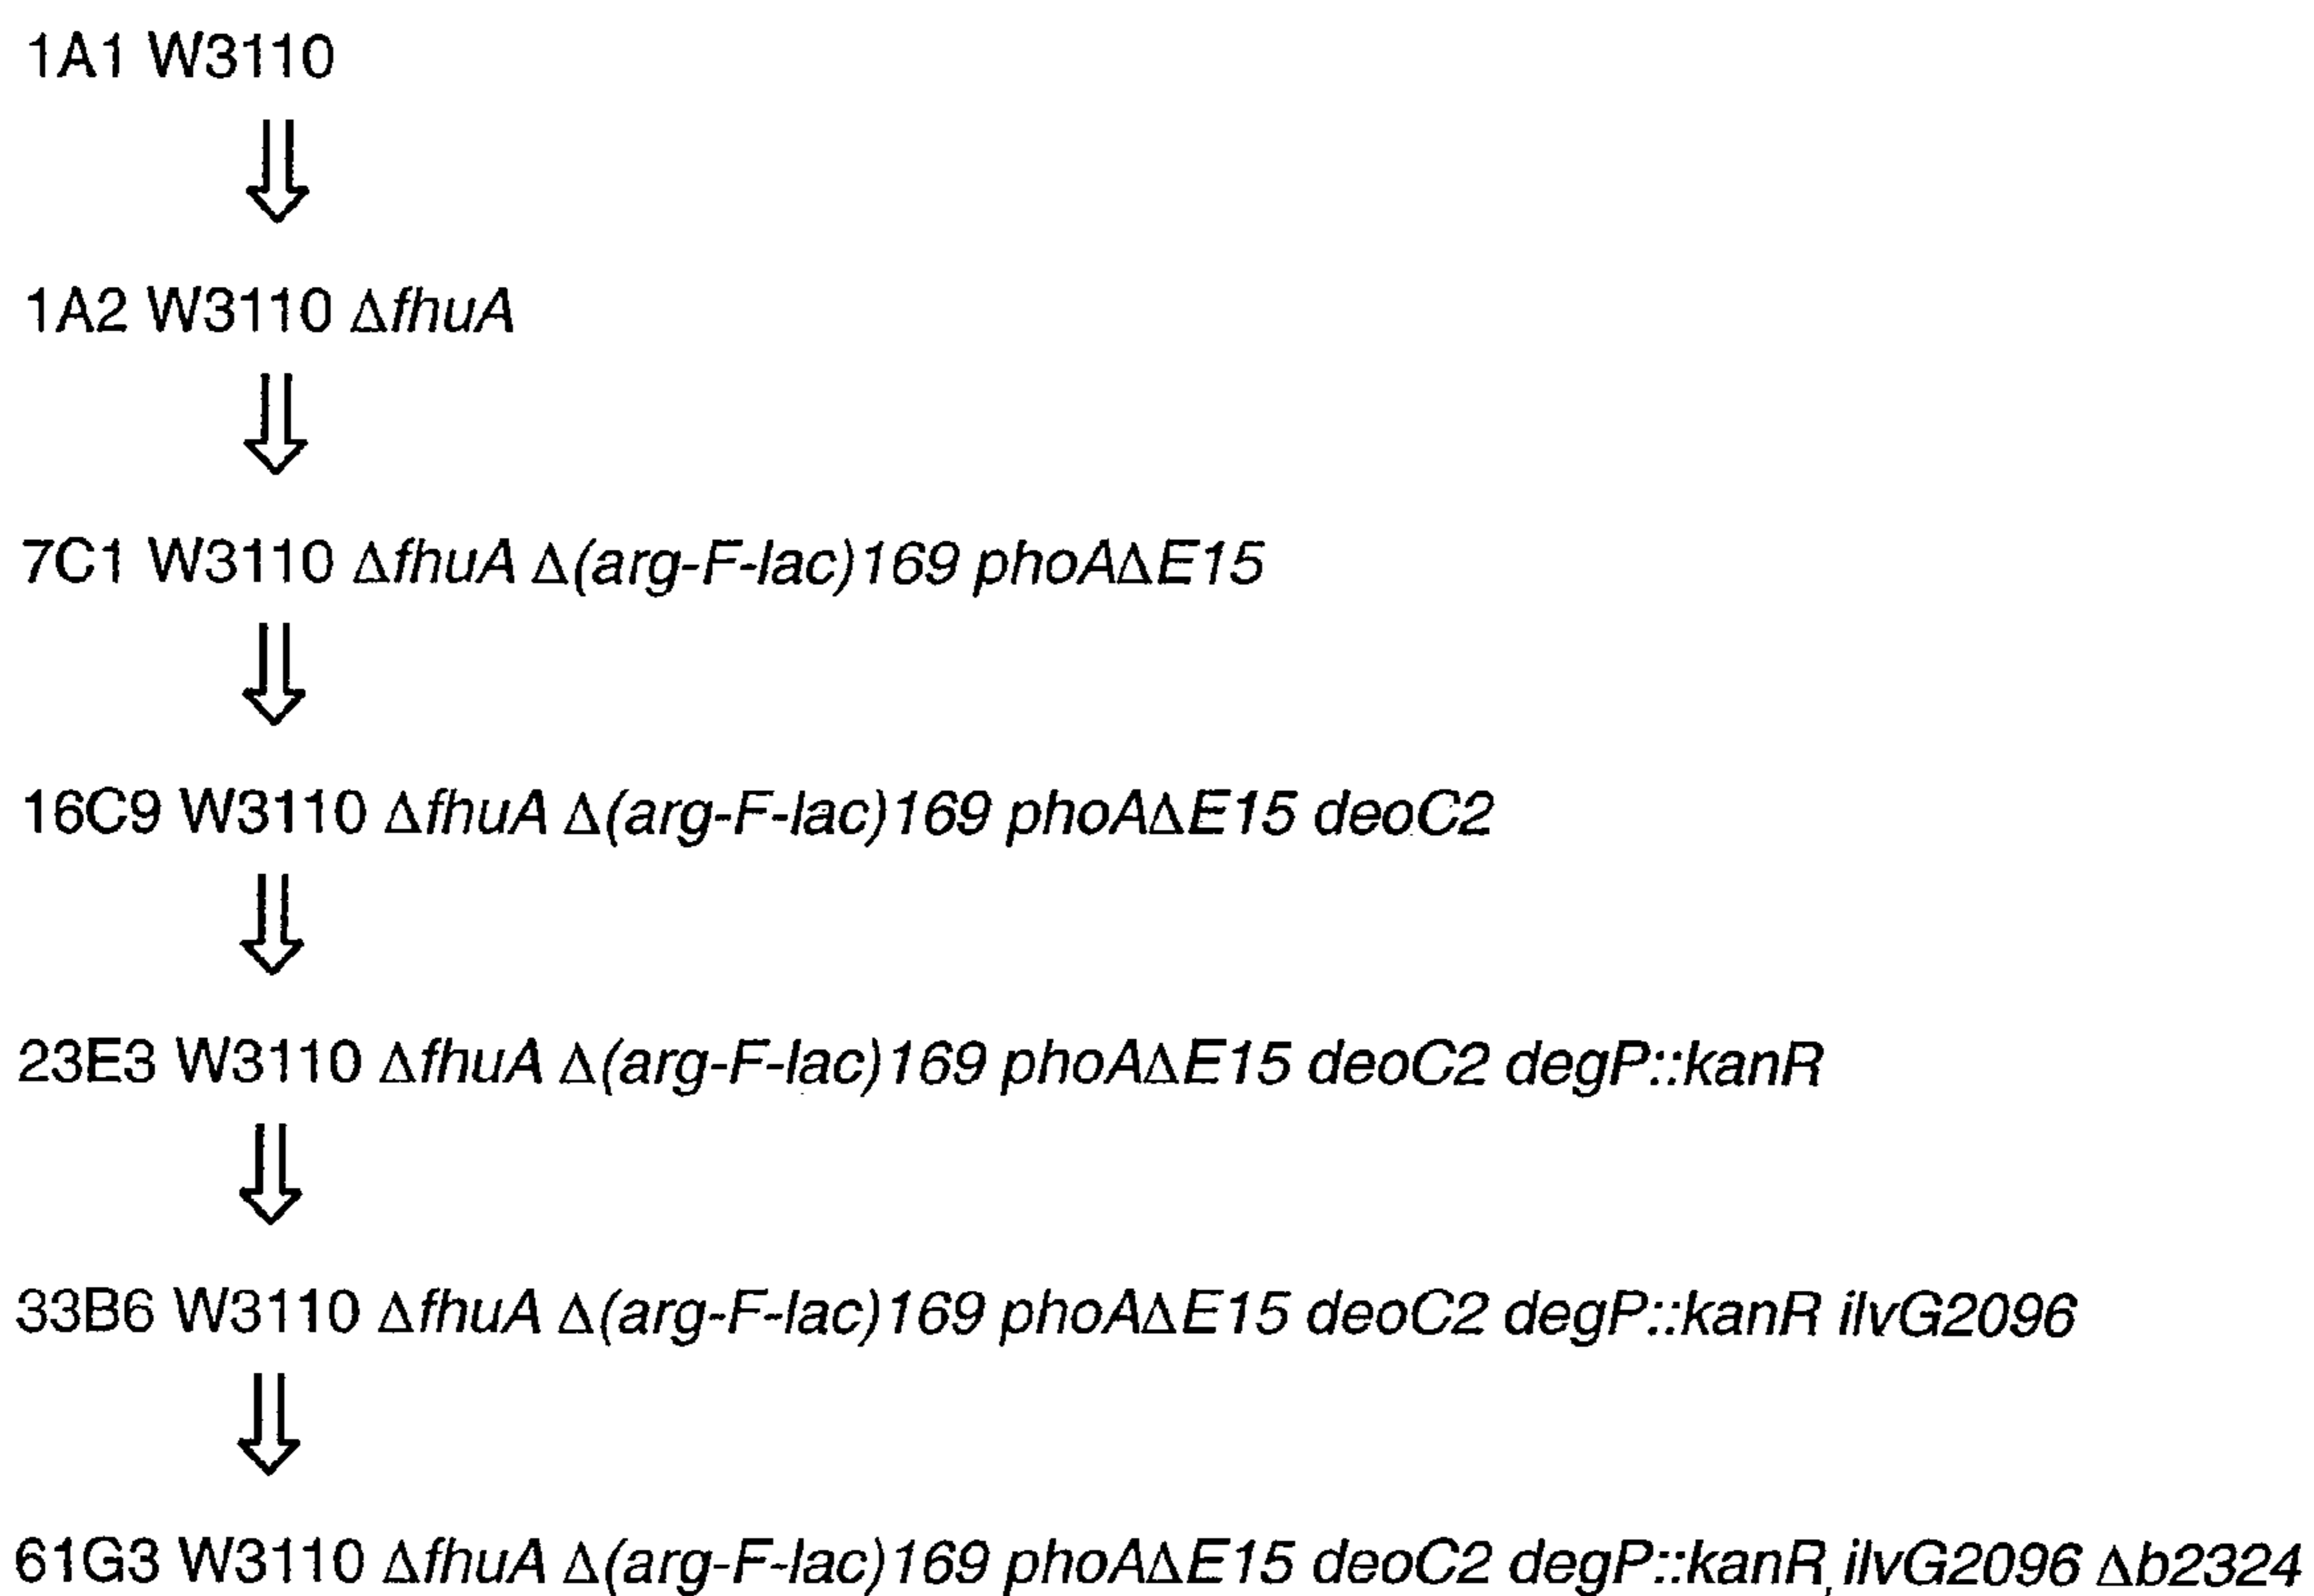 1A1 W3110
1A2 W3110 ΔfhuA
7C1 W3110 ΔfhuA Δ(arg-F-lac)169 phoAΔE15
16C9 W3110 ΔfhuA Δ(arg-F-lac)169 phoAΔE15 deoC2
23E3 W3110 ΔfhuA Δ(arg-F-lac)169 phoAΔE15 deoC2 degP::kanR
33B6 W3110 ΔfhuA Δ(arg-F-lac)169 phoAΔE15 deoC2 degP::kanR ilvG2096
61G3 W3110 ΔfhuA Δ(arg-F-lac)169 phoAΔE15 deoC2 degP::kanR, ilvG2096 Δb2324